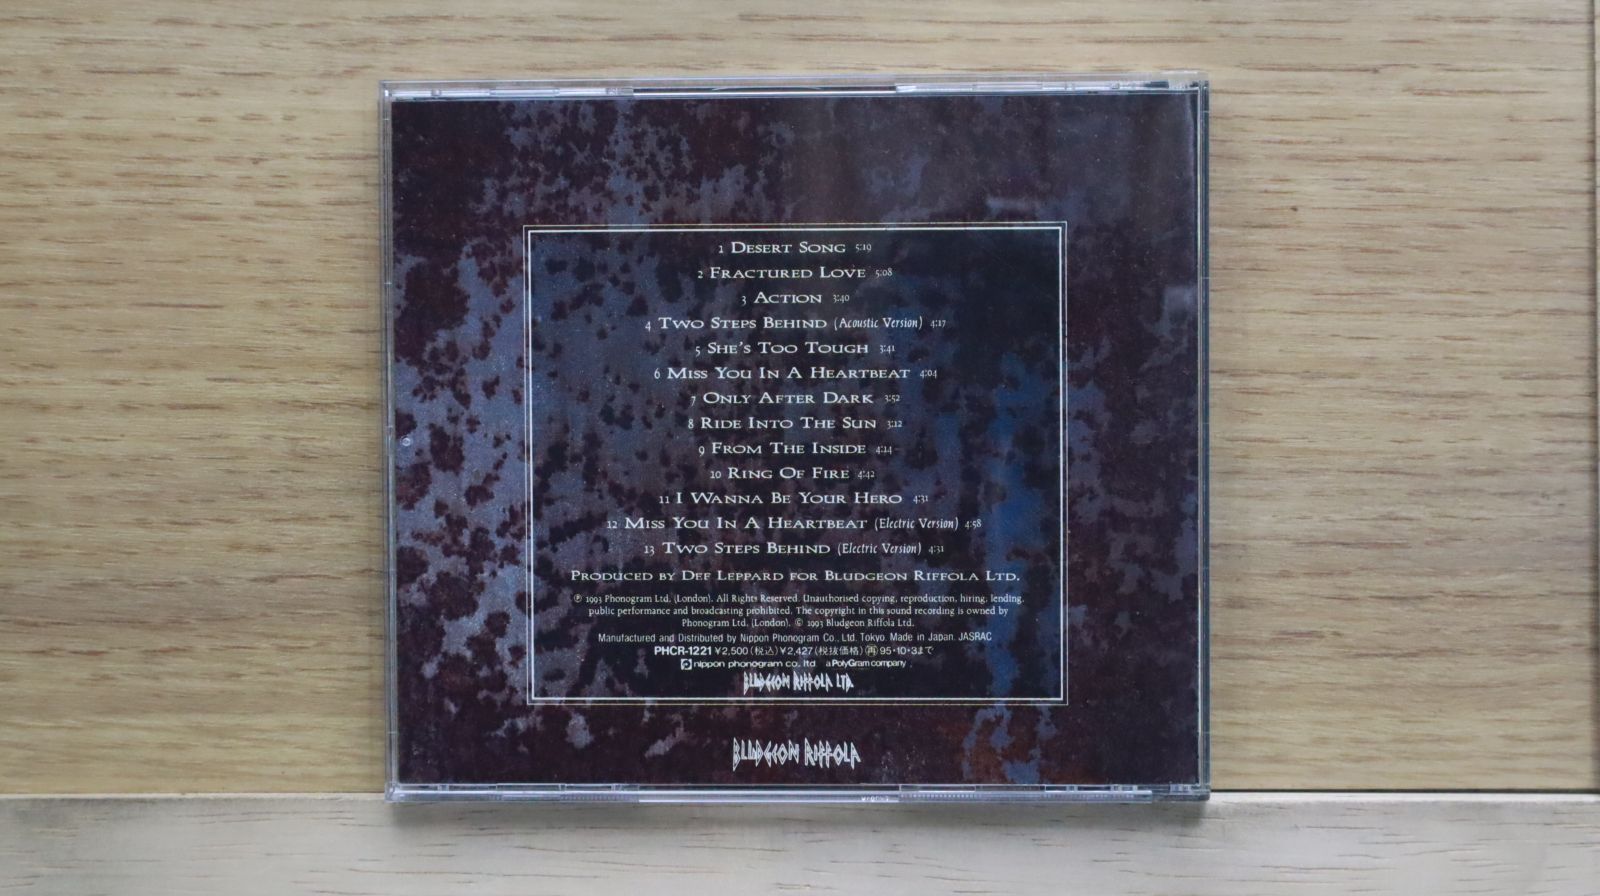 1 Desert Song 5:19
2 Fractured Love 5:08
3 Action 3:40
4 Two Steps Behind (Acoustic Version) 4:17
5 She's Too Tough 3:41
6 Miss You In A Heartbeat 4:04
7 Only After Dark 3:52
8 Ride Into The Sun 3:12
9 From The Inside 4:14
10 Ring Of Fire 4:42
11 I Wanna Be Your Hero 4:31
12 Miss You In A Heartbeat (Electric Version) 4:58
13 Two Steps Behind (Electric Version) 4:31
Produced by Def Leppard for Bludgeon Riffola Ltd.
℗ 1993 Phonogram Ltd. (London). All Rights Reserved. Unauthorised copying, reproduction, hiring, lending,
public performance and broadcasting prohibited. The copyright in this sound recording is owned by
Phonogram Ltd. (London). © 1993 Bludgeon Riffola Ltd.
Manufactured and Distributed by Nippon Phonogram Co., Ltd. Tokyo. Made in Japan. JASRAC
PHCR-1221 ¥2,500(税込)¥2,427(税抜価格) ㊢95・10・3まで
nippon phonogram co, ltd a PolyGram company
Bludgeon Riffola Ltd.
Bludgeon Riffola